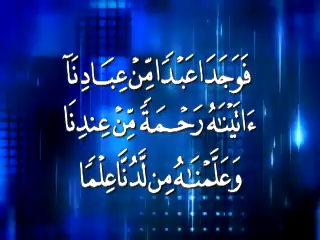 فَوَجَدَا عَبْدًا مِّنْ عِبَادِنَآ
ءَاتَيْنَٰهُ رَحْمَةً مِّنْ عِندِنَا
وَعَلَّمْنَٰهُ مِن لَّدُنَّا عِلْمًا